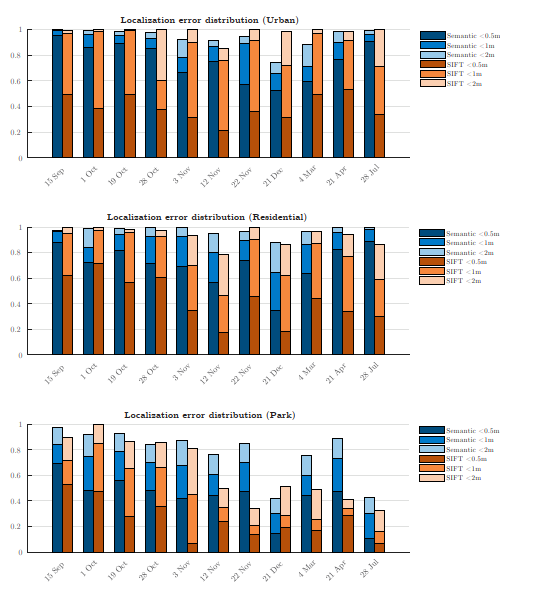 Localization error distribution (Urban)
1
0.8
0.6
0.4
0.2
0
15 Sep
1 Oct
19 Oct
28 Oct
3 Nov
12 Nov
22 Nov
21 Dec
4 Mar
21 Apr
28 Jul
Semantic <0.5m
Semantic <1m
Semantic <2m
SIFT <0.5m
SIFT <1m
SIFT <2m
Localization error distribution (Residential)
1
0.8
0.6
0.4
0.2
0
15 Sep
1 Oct
19 Oct
28 Oct
3 Nov
12 Nov
22 Nov
21 Dec
4 Mar
21 Apr
28 Jul
Semantic <0.5m
Semantic <1m
Semantic <2m
SIFT <0.5m
SIFT <1m
SIFT <2m
Localization error distribution (Park)
1
0.8
0.6
0.4
0.2
0
15 Sep
1 Oct
19 Oct
28 Oct
3 Nov
12 Nov
22 Nov
21 Dec
4 Mar
21 Apr
28 Jul
Semantic <0.5m
Semantic <1m
Semantic <2m
SIFT <0.5m
SIFT <1m
SIFT <2m